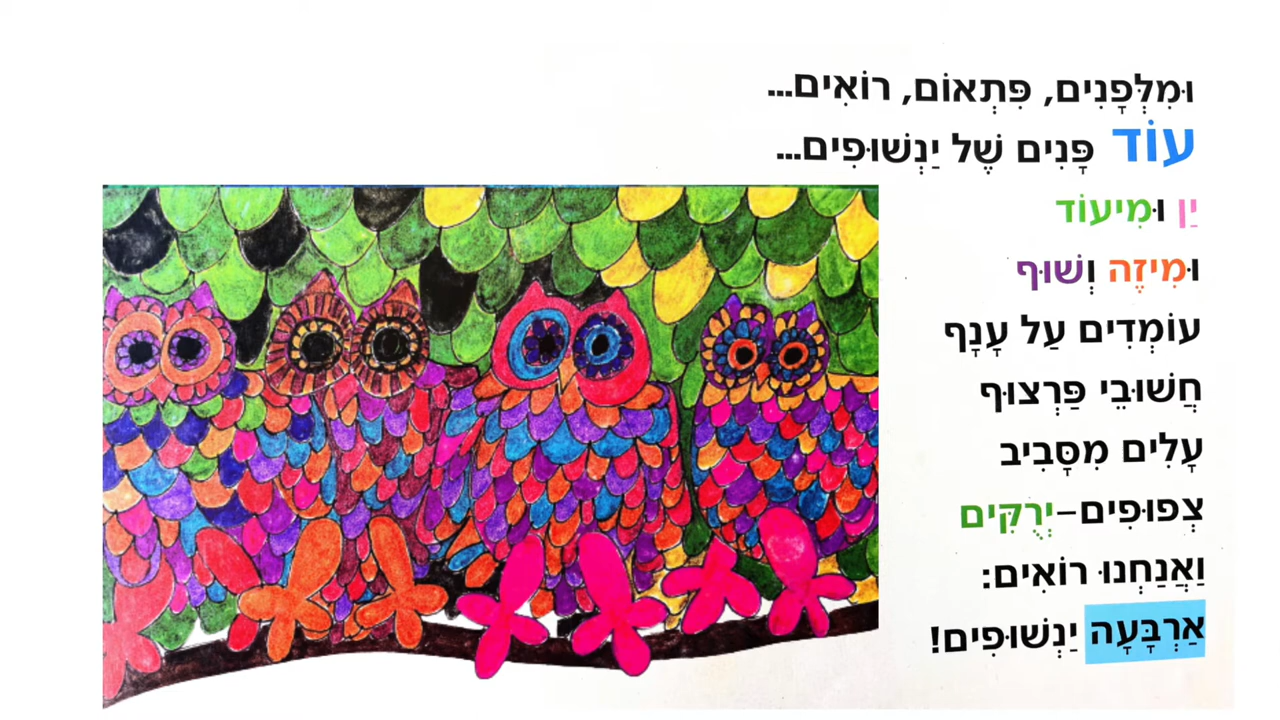 וּמִלְּפָנִים, פִּתְאוֹם, רוֹאִים...
עוֹד פָּנִים שֶׁל יַנְשׁוּפִים...
יַן וּמִיעוֹד
וּמִיזֶה וְשׁוּף
עוֹמְדִים עַל עָנָף
חֲשׁוּבֵי פַּרְצוּף
עָלִים מִסָּבִיב
צְפוּפִים–יְרֻקִּים
וַאֲנַחְנוּ רוֹאִים:
אַרְבָּעָה יַנְשׁוּפִים!